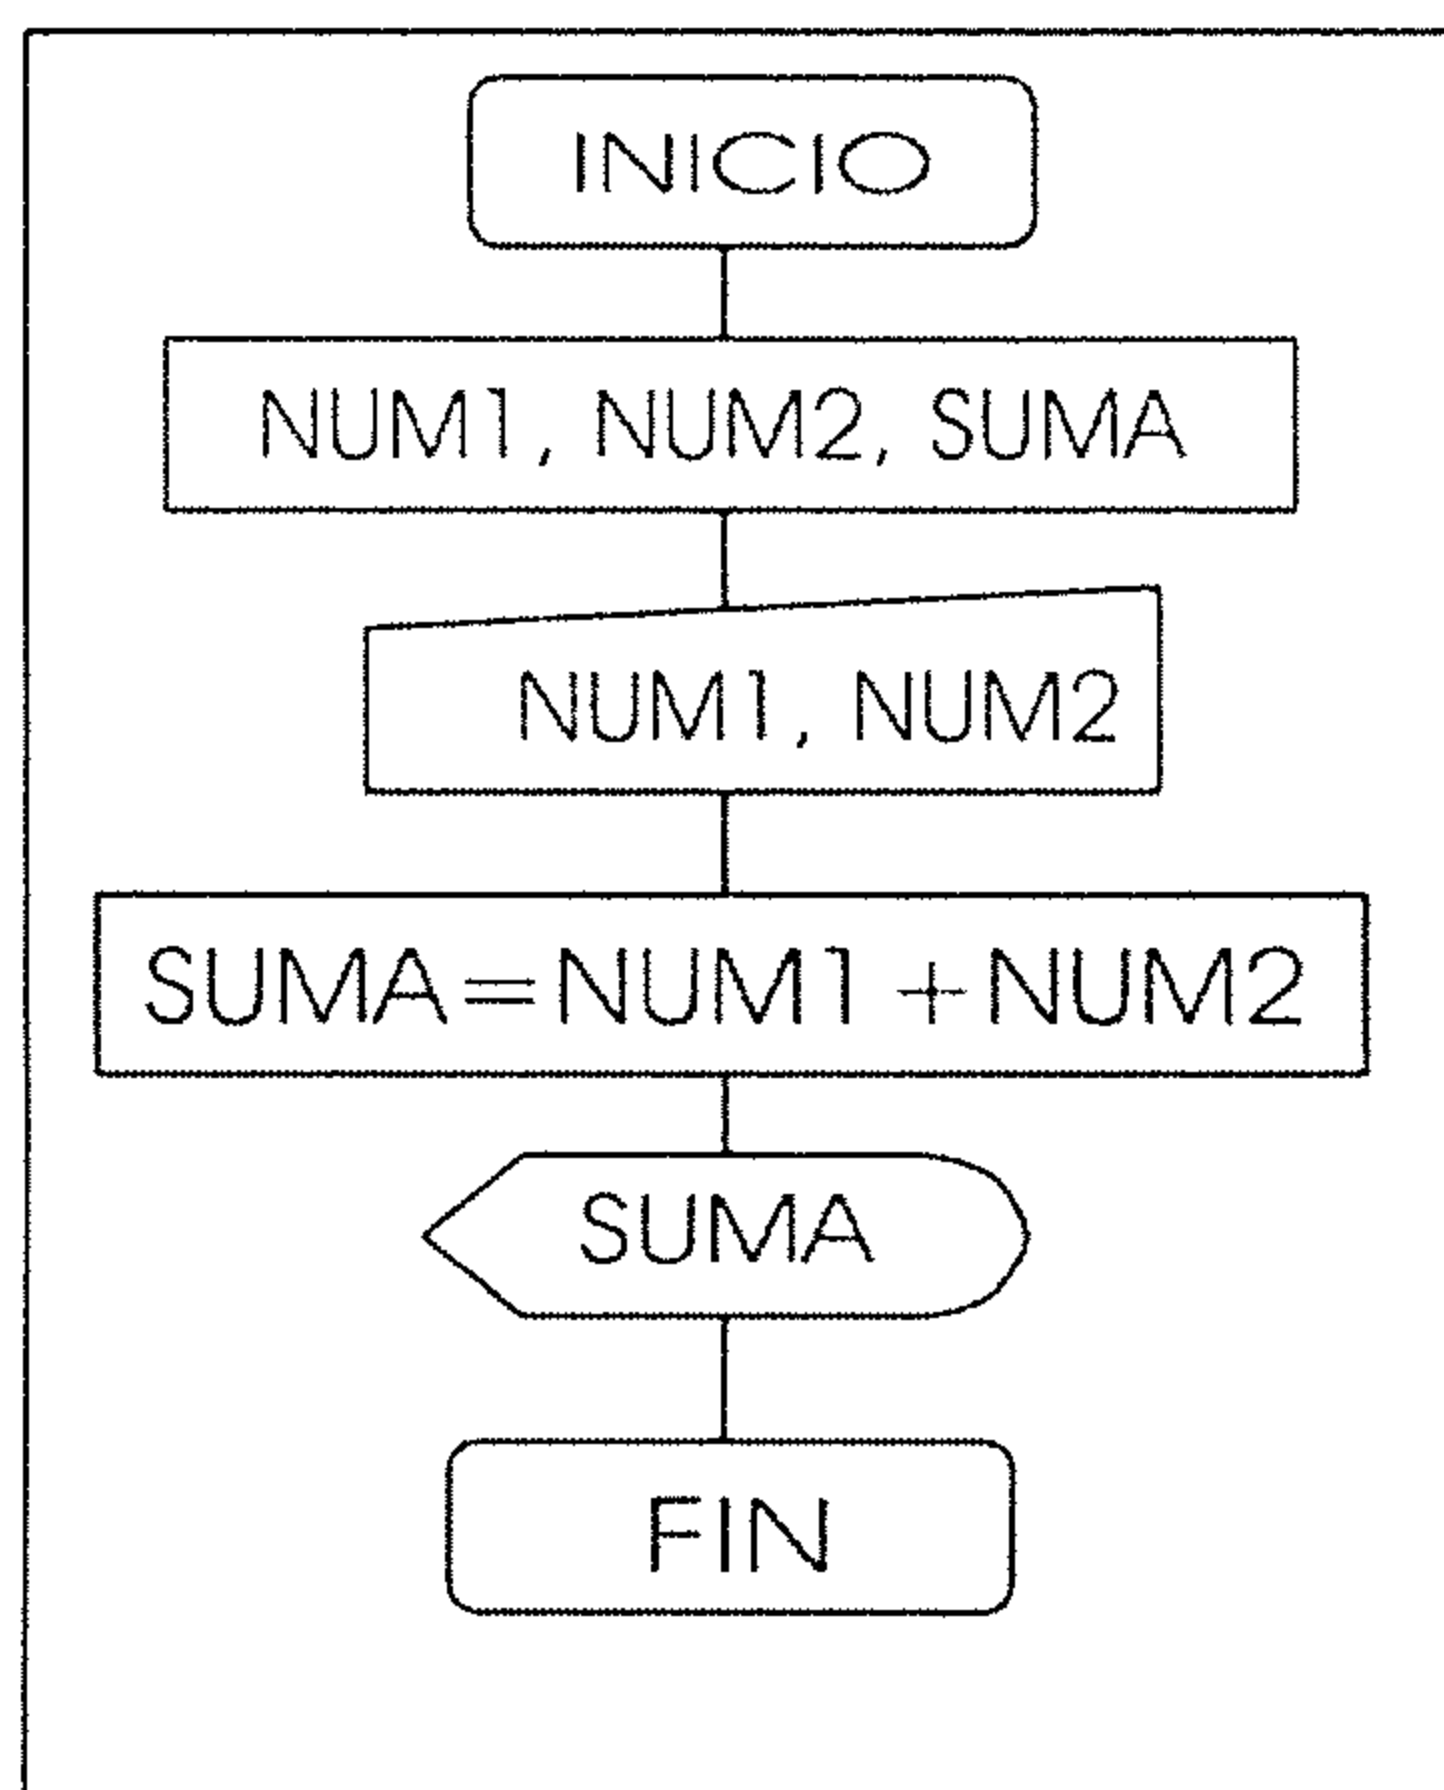 INICIO
NUM1, NUM2, SUMA
NUM1, NUM2
SUMA=NUM1+NUM2
SUMA
FIN